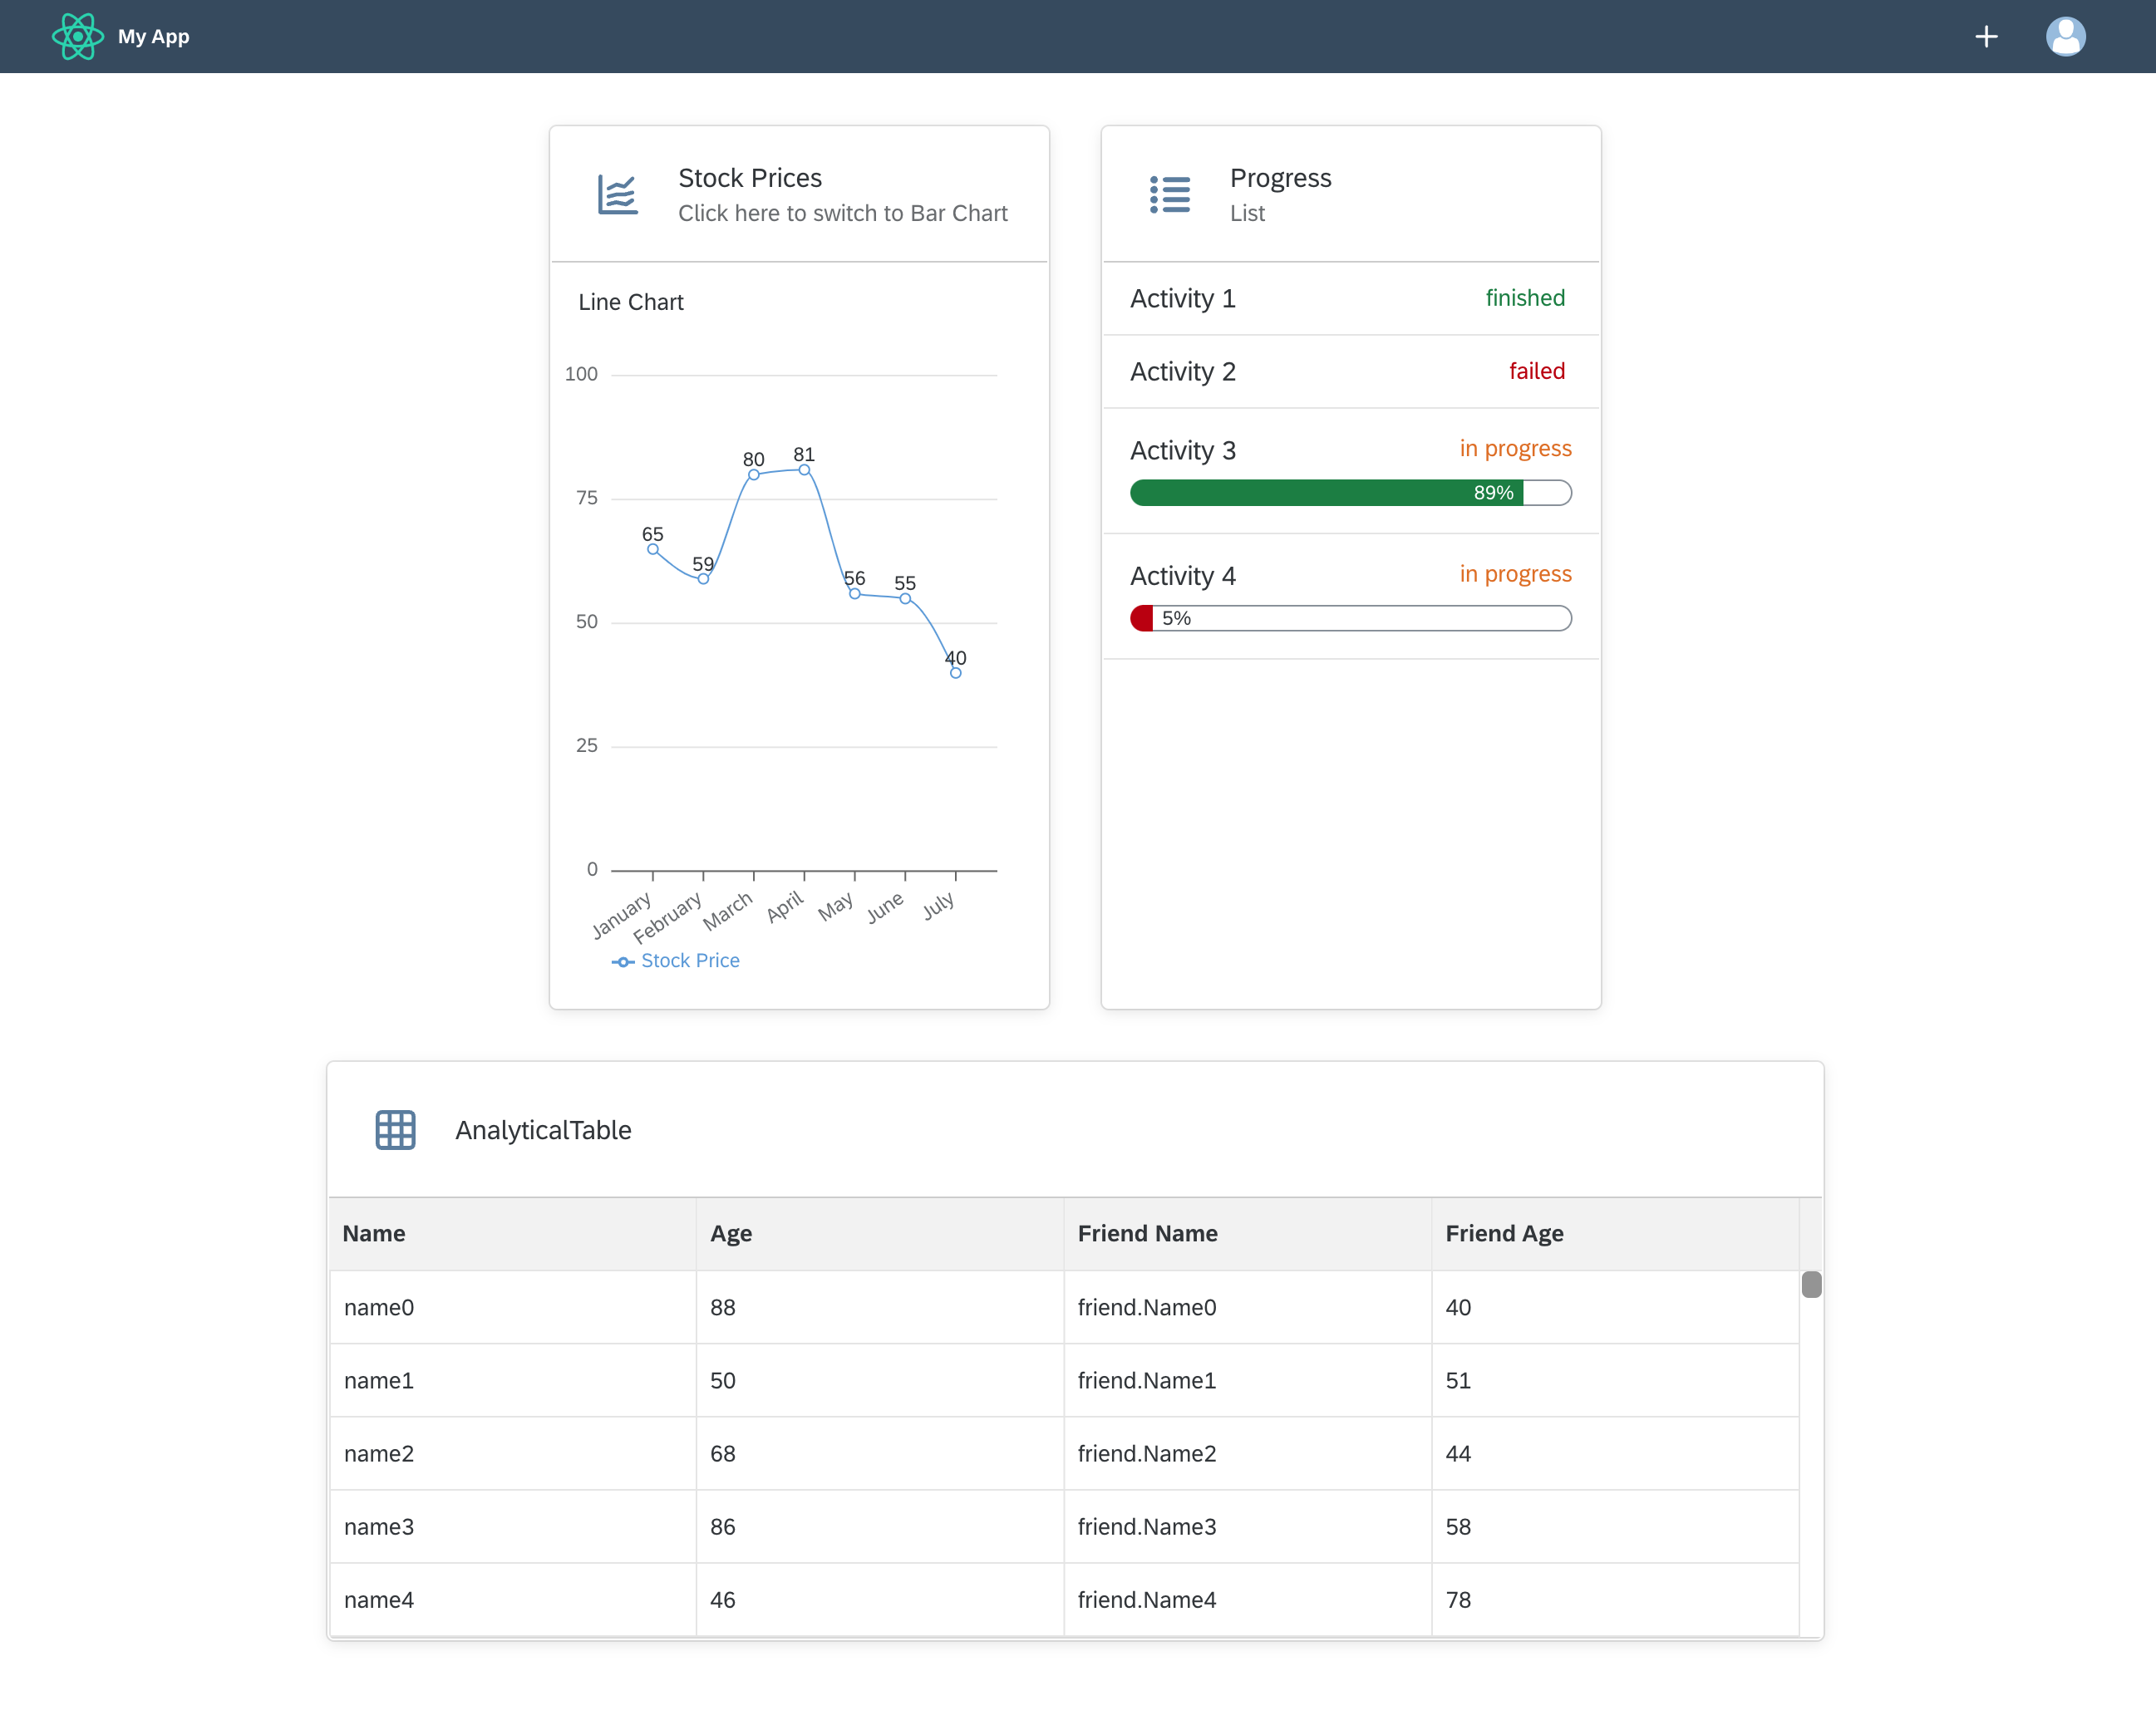 My App
Stock Prices
Click here to switch to Bar Chart
Line Chart
100
75
50
25
0
65
59
80
81
56
55
40
January
February
March
April
May
June
July
Stock Price
Progress
List
Activity 1 finished
Activity 2 failed
Activity 3 in progress
89%
Activity 4 in progress
5%
AnalyticalTable
Name Age Friend Name Friend Age
name0 88 friend.Name0 40
name1 50 friend.Name1 51
name2 68 friend.Name2 44
name3 86 friend.Name3 58
name4 46 friend.Name4 78